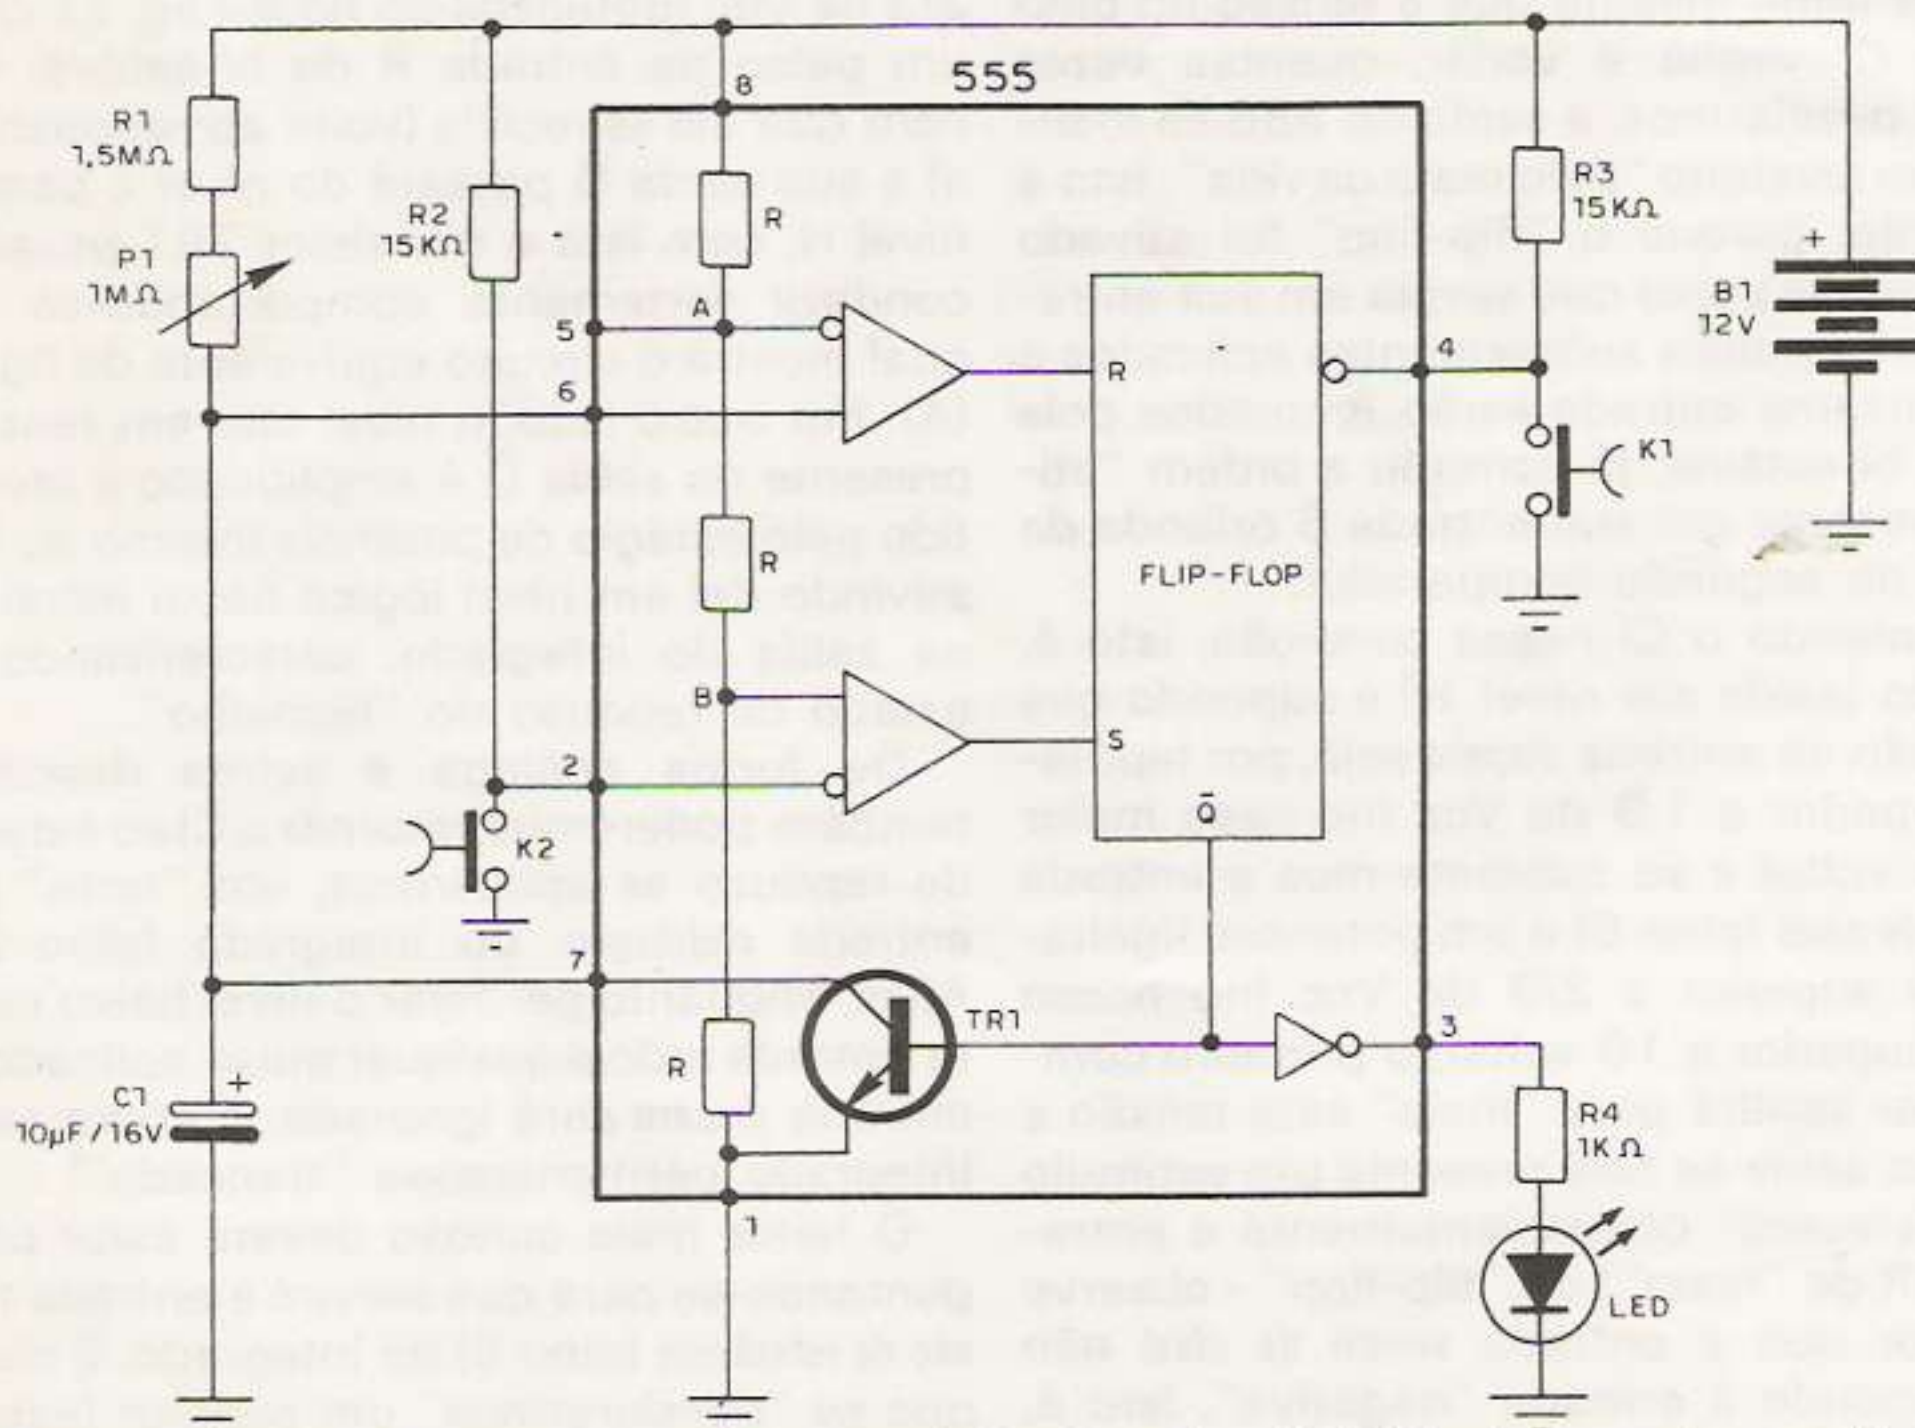 555
8
R1
1,5MΩ
R
R3
15KΩ
R2
15KΩ
P1
1MΩ
+
B1
12V
A
5
R
4
6
K1
R
FLIP-FLOP
B
S
2
Q̄
K2
7
3
TR1
R
+
C1
10µF/16V
R4
1KΩ
1
LED